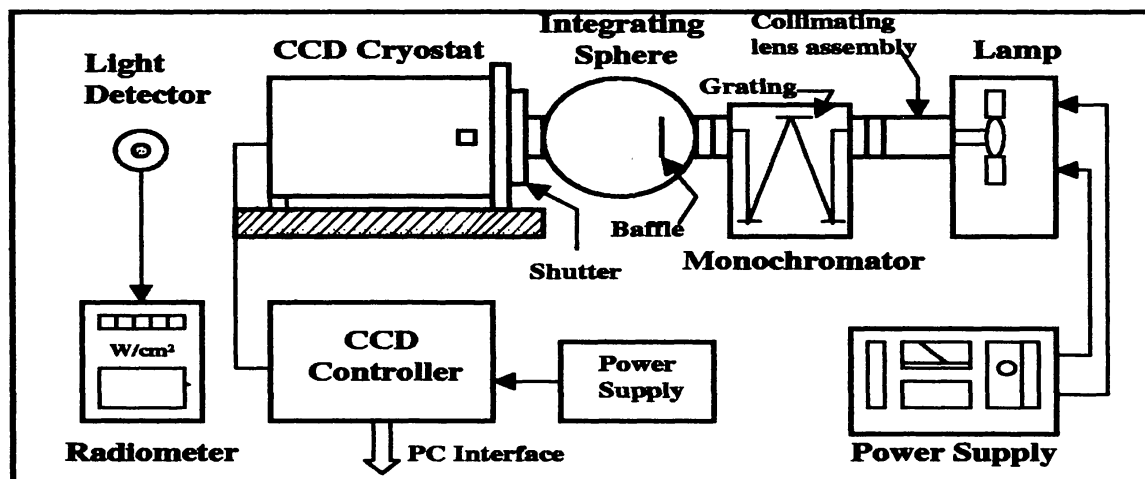 Light
Detector
CCD Cryostat
Integrating
Sphere
Collimating
lens assembly
Lamp
Grating
Baffle
Shutter
Monochromator
W/cm²
Radiometer
CCD
Controller
Power
Supply
PC Interface
Power Supply